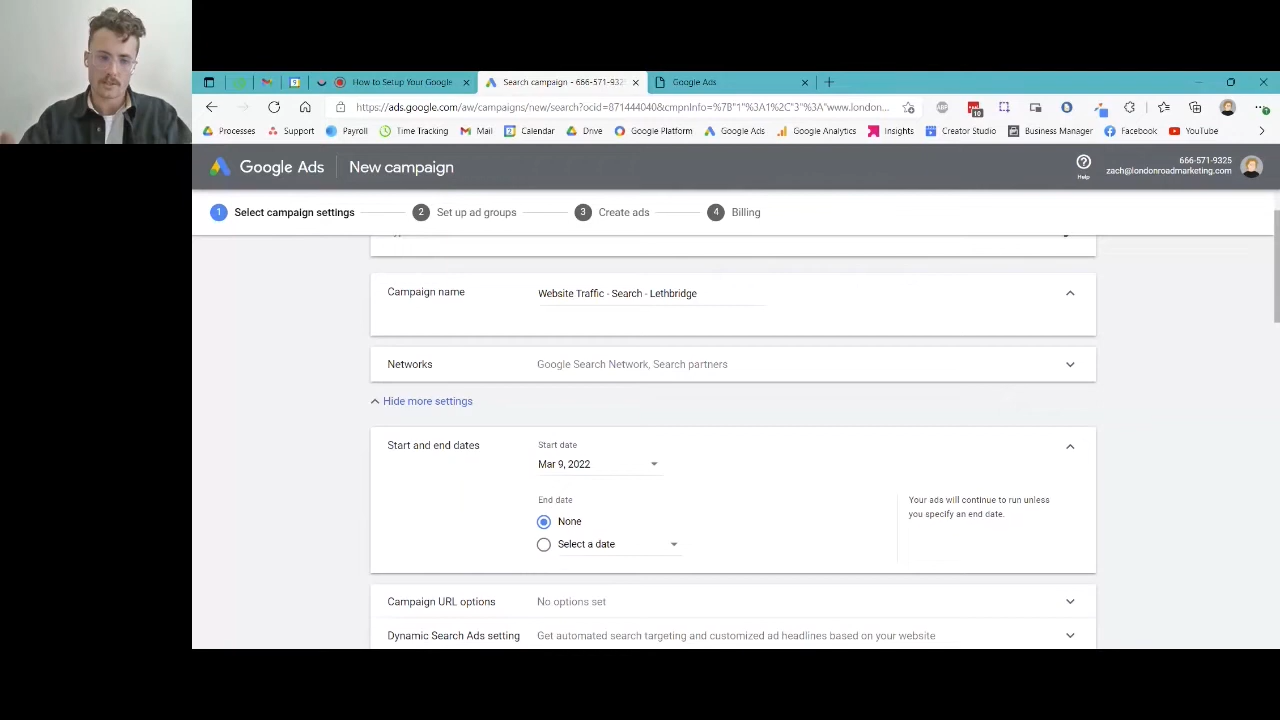 How to Setup Your Google
Search campaign - 666-571-932
Google Ads
https://ads.google.com/aw/campaigns/new/search?ocid=871444040&cmpnInfo=%7B"1"%3A1%2C"3"%3A"www.london...
Processes
Support
Payroll
Time Tracking
Mail
Calendar
Drive
Google Platform
Google Ads
Google Analytics
Insights
Creator Studio
Business Manager
Facebook
YouTube
Google Ads
New campaign
Help
666-571-9325
zach@londonroadmarketing.com
1 Select campaign settings
2 Set up ad groups
3 Create ads
4 Billing
Campaign name
Website Traffic - Search - Lethbridge
Networks
Google Search Network, Search partners
Hide more settings
Start and end dates
Start date
Mar 9, 2022
End date
None
Select a date
Your ads will continue to run unless
you specify an end date.
Campaign URL options
No options set
Dynamic Search Ads setting
Get automated search targeting and customized ad headlines based on your website